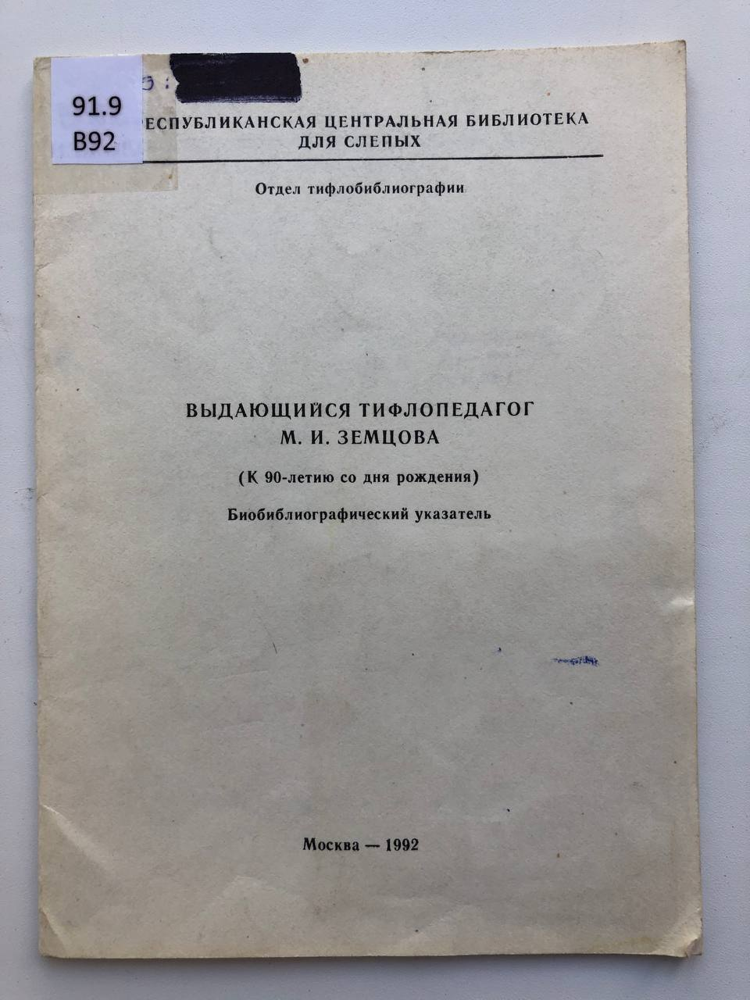 91.9
В92
РЕСПУБЛИКАНСКАЯ ЦЕНТРАЛЬНАЯ БИБЛИОТЕКА
ДЛЯ СЛЕПЫХ
Отдел тифлобиблиографии
ВЫДАЮЩИЙСЯ ТИФЛОПЕДАГОГ
М. И. ЗЕМЦОВА
(К 90-летию со дня рождения)
Биобиблиографический указатель
Москва — 1992